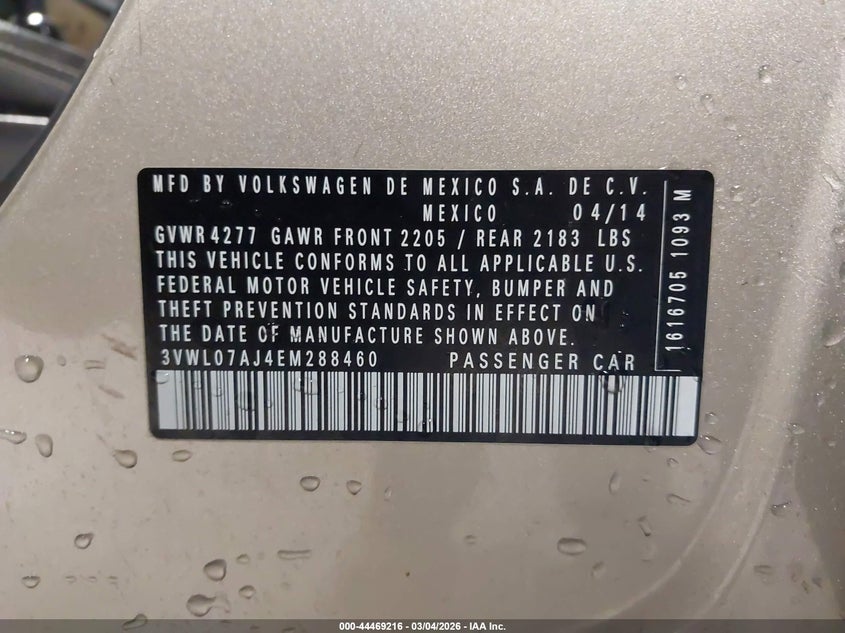 MFD BY VOLKSWAGEN DE MEXICO S.A. DE C.V.
MEXICO 04/14
GVWR 4277 GAWR FRONT 2205 / REAR 2183 LBS
THIS VEHICLE CONFORMS TO ALL APPLICABLE U.S.
FEDERAL MOTOR VEHICLE SAFETY, BUMPER AND
THEFT PREVENTION STANDARDS IN EFFECT ON
THE DATE OF MANUFACTURE SHOWN ABOVE.
3VWL07AJ4EM288460 PASSENGER CAR
1616705 1093 M
000-44469216 - 03/04/2026 - IAA Inc.